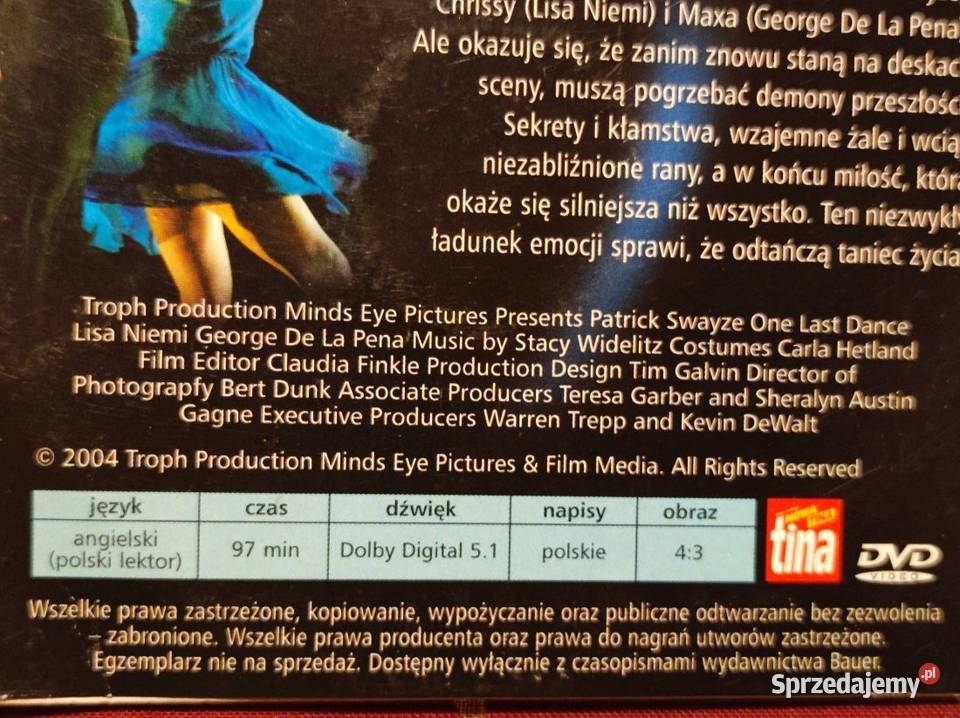 Chrissy (Lisa Niemi) i Maxa (George De La Pena)
Ale okazuje się, że zanim znowu staną na deskac
sceny, muszą pogrzebać demony przeszłośc
Sekrety i kłamstwa, wzajemne żale i wcią
niezabliźnione rany, a w końcu miłość, któr
okaże się silniejsza niż wszystko. Ten niezwykły
ładunek emocji sprawi, że odtańczą taniec życia
Troph Production Minds Eye Pictures Presents Patrick Swayze One Last Dance
Lisa Niemi George De La Pena Music by Stacy Widelitz Costumes Carla Hetland
Film Editor Claudia Finkle Production Design Tim Galvin Director of
Photograpfy Bert Dunk Associate Producers Teresa Garber and Sheralyn Austin
Gagne Executive Producers Warren Trepp and Kevin DeWalt
© 2004 Troph Production Minds Eye Pictures & Film Media. All Rights Reserved
język czas dźwięk napisy obraz
angielski
(polski lektor) 97 min Dolby Digital 5.1 polskie 4:3
NOWA TINA
tina
DVD
VIDEO
Wszelkie prawa zastrzeżone, kopiowanie, wypożyczanie oraz publiczne odtwarzanie bez zezwolenia
– zabronione. Wszelkie prawa producenta oraz prawa do nagrań utworów zastrzeżone.
Egzemplarz nie na sprzedaż. Dostępny wyłącznie z czasopismami wydawnictwa Bauer.
Sprzedajemy.pl